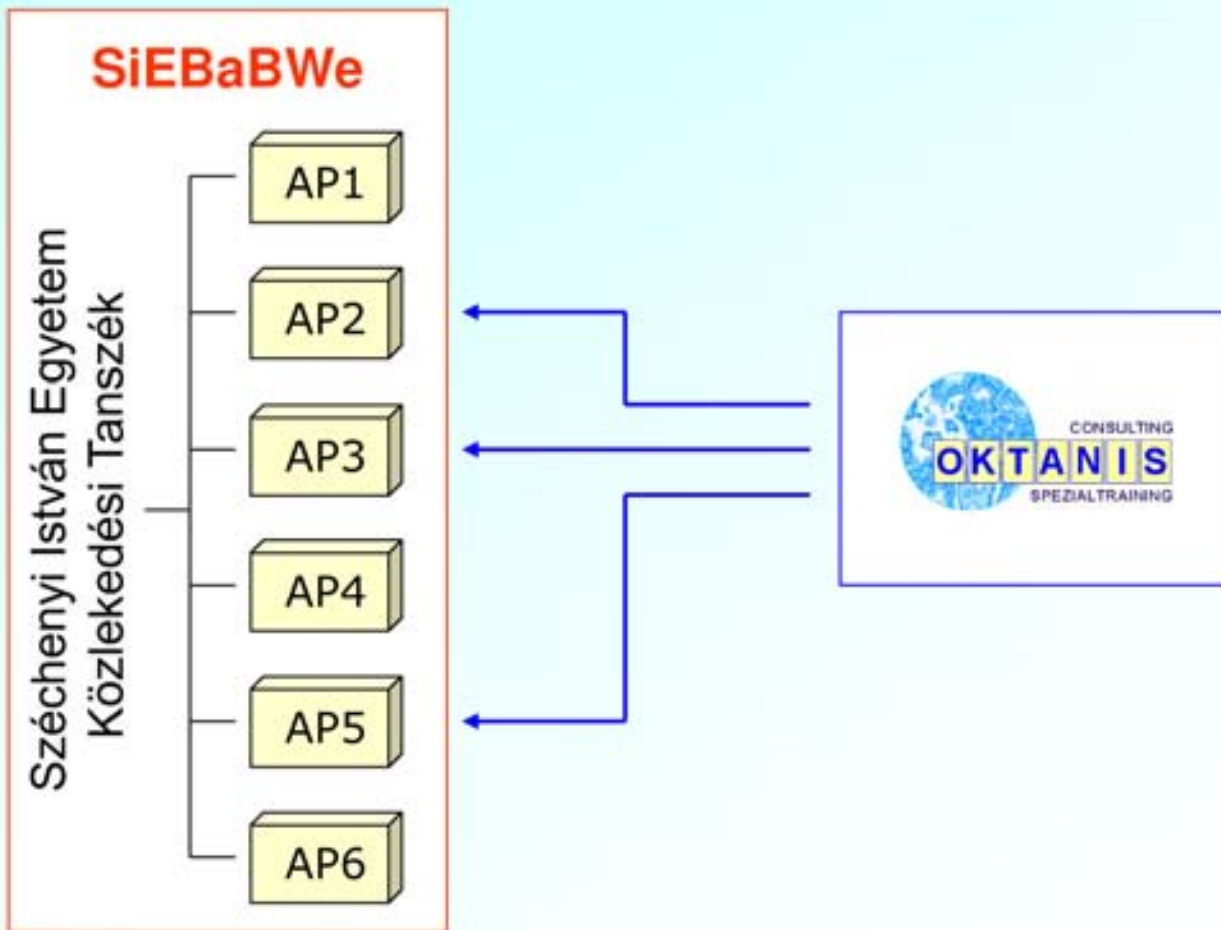 SiEBaBWe
Széchenyi István Egyetem
Közlekedési Tanszék
AP1
AP2
AP3
AP4
AP5
AP6
CONSULTING
OKTANIS
SPEZIALTRAINING